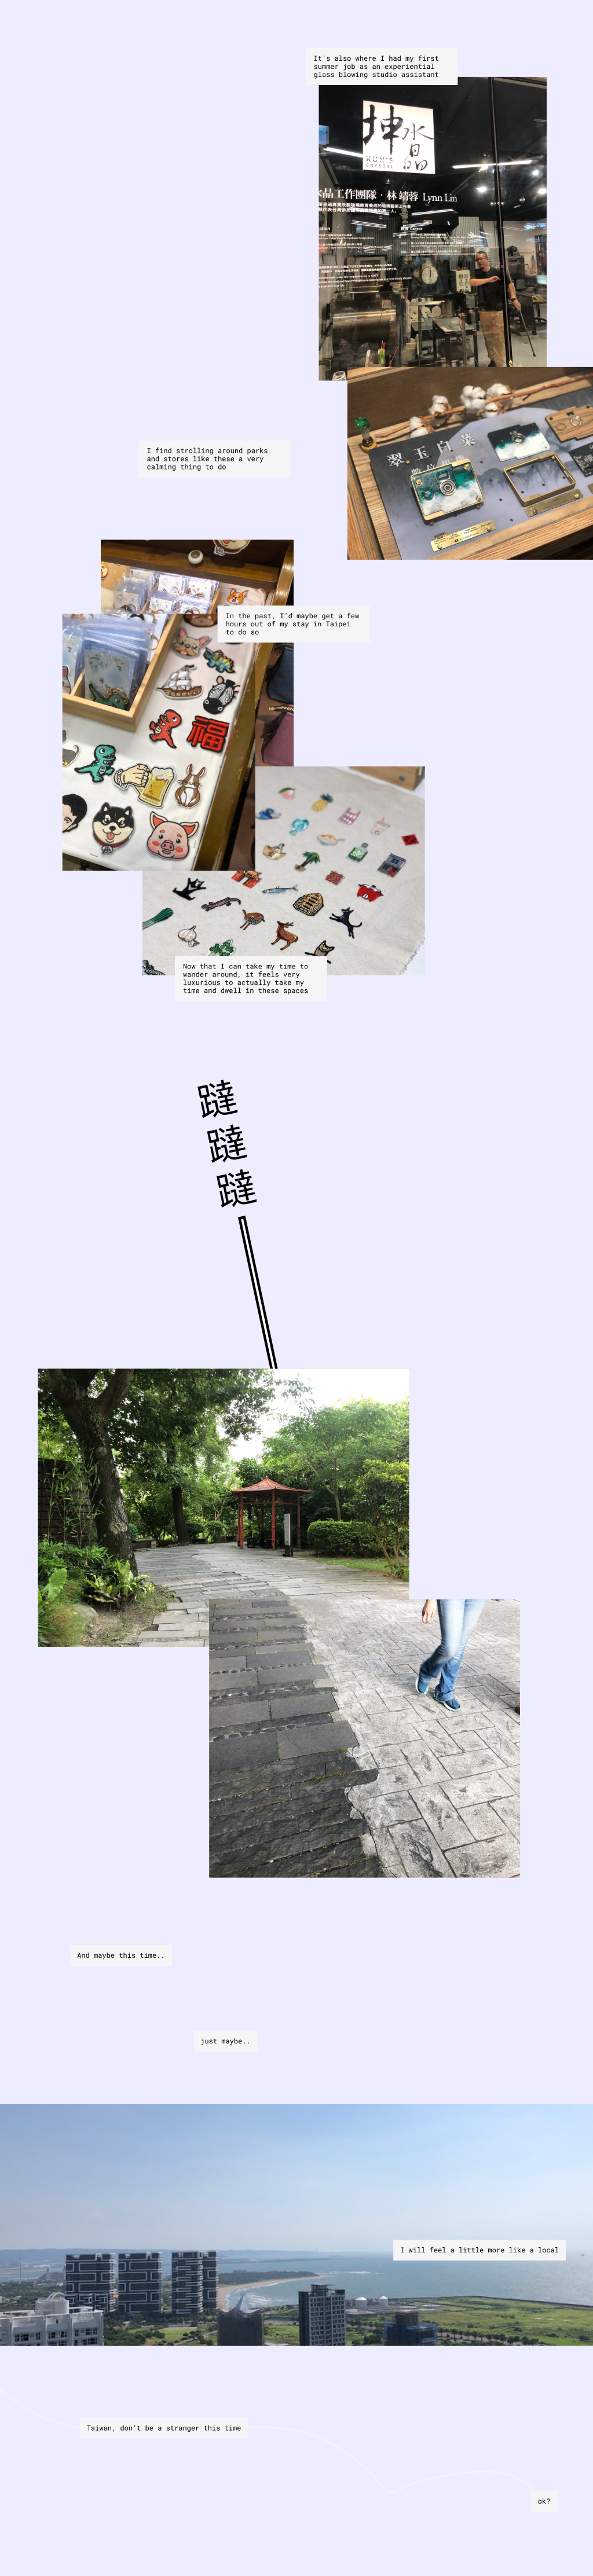 It's also where I had my first
summer job as an experiential
glass blowing studio assistant
坤水晶
KUN'S
CRYSTAL
水晶工作團隊・林靖蓉 Lynn Lin
Career
I find strolling around parks
and stores like these a very
calming thing to do
翠玉白菜
In the past, I'd maybe get a few
hours out of my stay in Taipei
to do so
福
Now that I can take my time to
wander around, it feels very
luxurious to actually take my
time and dwell in these spaces
躂
躂
躂
And maybe this time..
just maybe..
I will feel a little more like a local
Taiwan, don't be a stranger this time
ok?